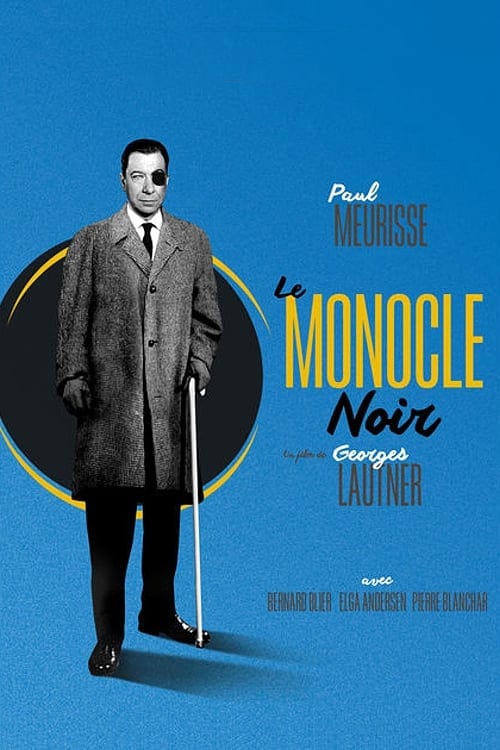 Paul
MEURISSE
Le
MONOCLE
Noir
Un film de Georges
LAUTNER
avec
BERNARD BLIER ELGA ANDERSEN PIERRE BLANCHAR